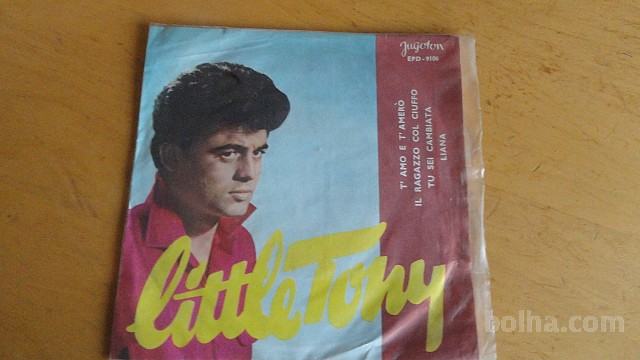 Jugoton
EPD-9106
T'AMO E T'AMERÒ
IL RAGAZZO COL CIUFFO
TU SEI CAMBIATA
LIANA
little Tony
bolha.com